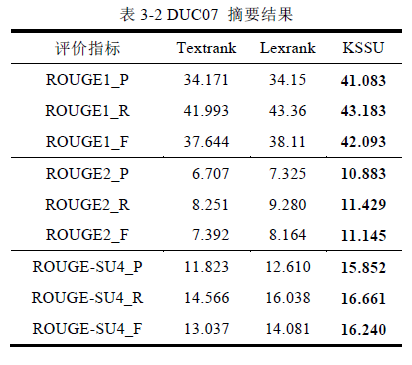 表 3-2 DUC07 摘要结果
评价指标 Textrank Lexrank KSSU
ROUGE1_P 34.171 34.15 41.083
ROUGE1_R 41.993 43.36 43.183
ROUGE1_F 37.644 38.11 42.093
ROUGE2_P 6.707 7.325 10.883
ROUGE2_R 8.251 9.280 11.429
ROUGE2_F 7.392 8.164 11.145
ROUGE-SU4_P 11.823 12.610 15.852
ROUGE-SU4_R 14.566 16.038 16.661
ROUGE-SU4_F 13.037 14.081 16.240